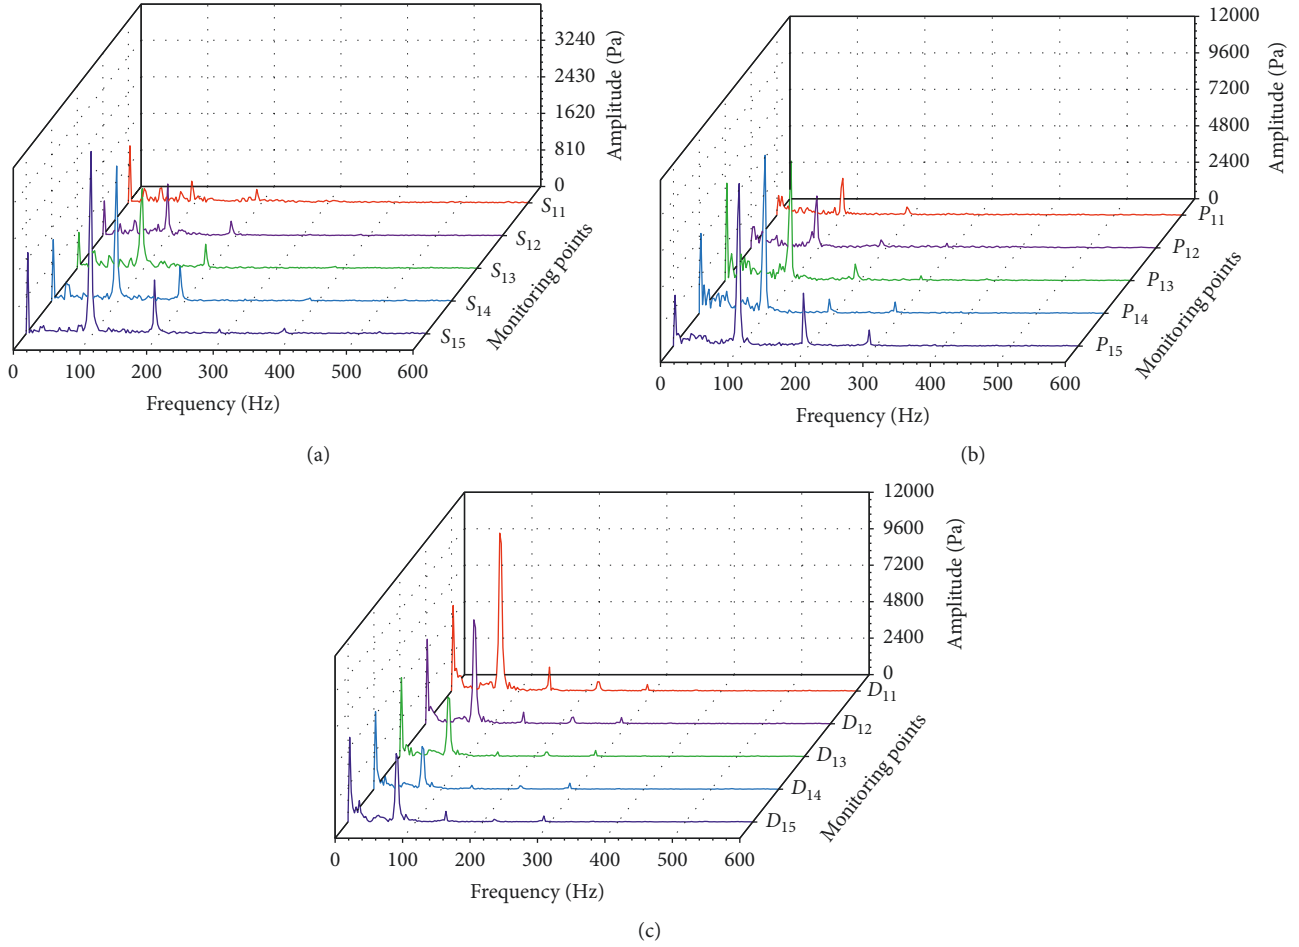 3240
2430
1620
810
0
Amplitude (Pa)
S11
S12
S13
S14
S15
Monitoring points
0 100 200 300 400 500 600
Frequency (Hz)
(a)
12000
9600
7200
4800
2400
0
Amplitude (Pa)
P11
P12
P13
P14
P15
Monitoring points
0 100 200 300 400 500 600
Frequency (Hz)
(b)
12000
9600
7200
4800
2400
0
Amplitude (Pa)
D11
D12
D13
D14
D15
Monitoring points
0 100 200 300 400 500 600
Frequency (Hz)
(c)